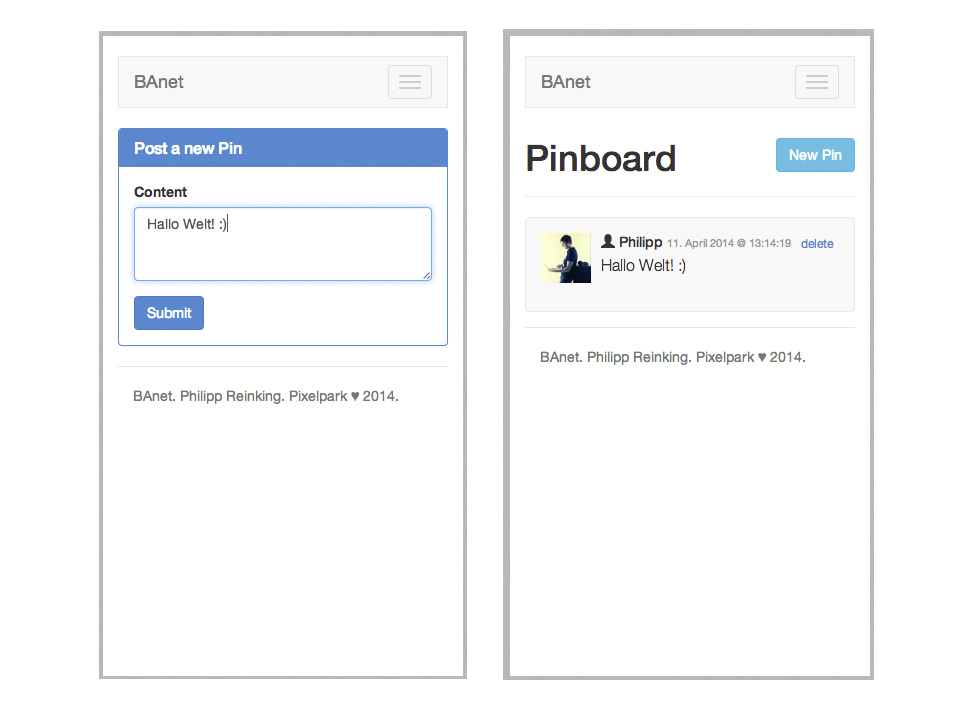 BAnet
Post a new Pin
Content
Hallo Welt! :)
Submit
BAnet. Philipp Reinking. Pixelpark ♥ 2014.
BAnet
Pinboard
New Pin
Philipp 11. April 2014 @ 13:14:19 delete
Hallo Welt! :)
BAnet. Philipp Reinking. Pixelpark ♥ 2014.